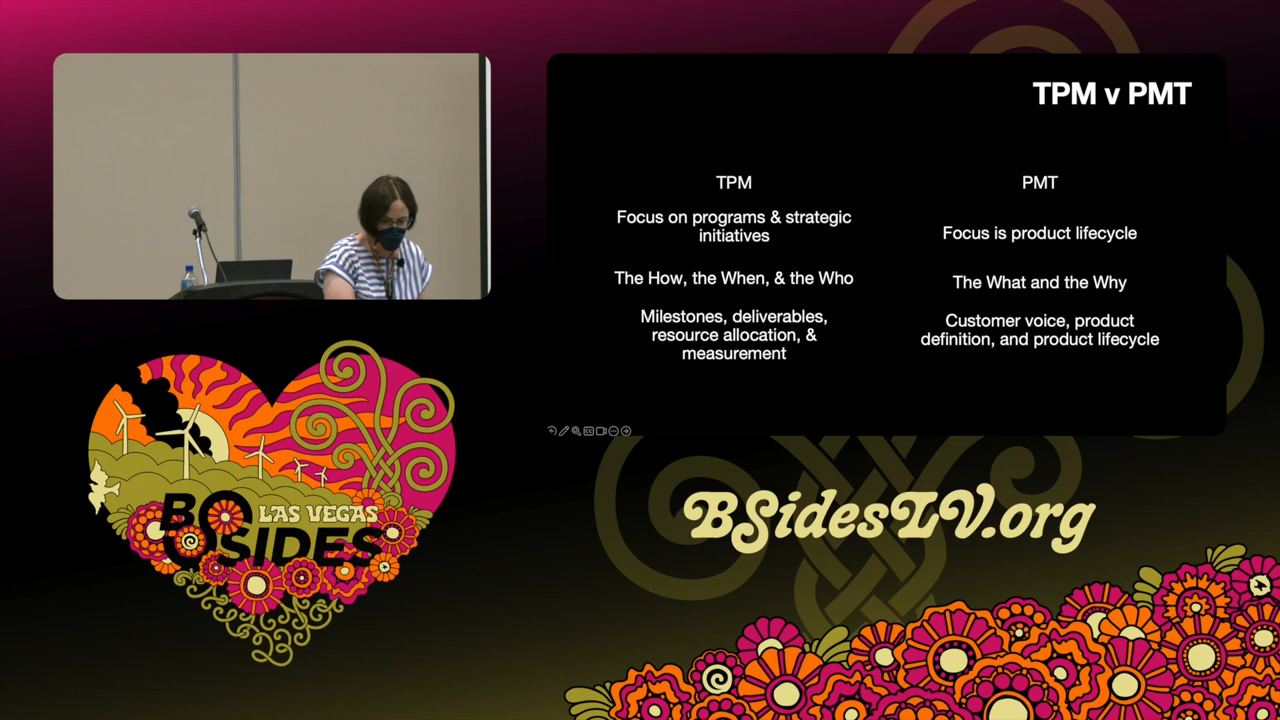 TPM v PMT
TPM
Focus on programs & strategic
initiatives
The How, the When, & the Who
Milestones, deliverables,
resource allocation, &
measurement
PMT
Focus is product lifecycle
The What and the Why
Customer voice, product
definition, and product lifecycle
LAS VEGAS
BSIDES
BSidesLV.org